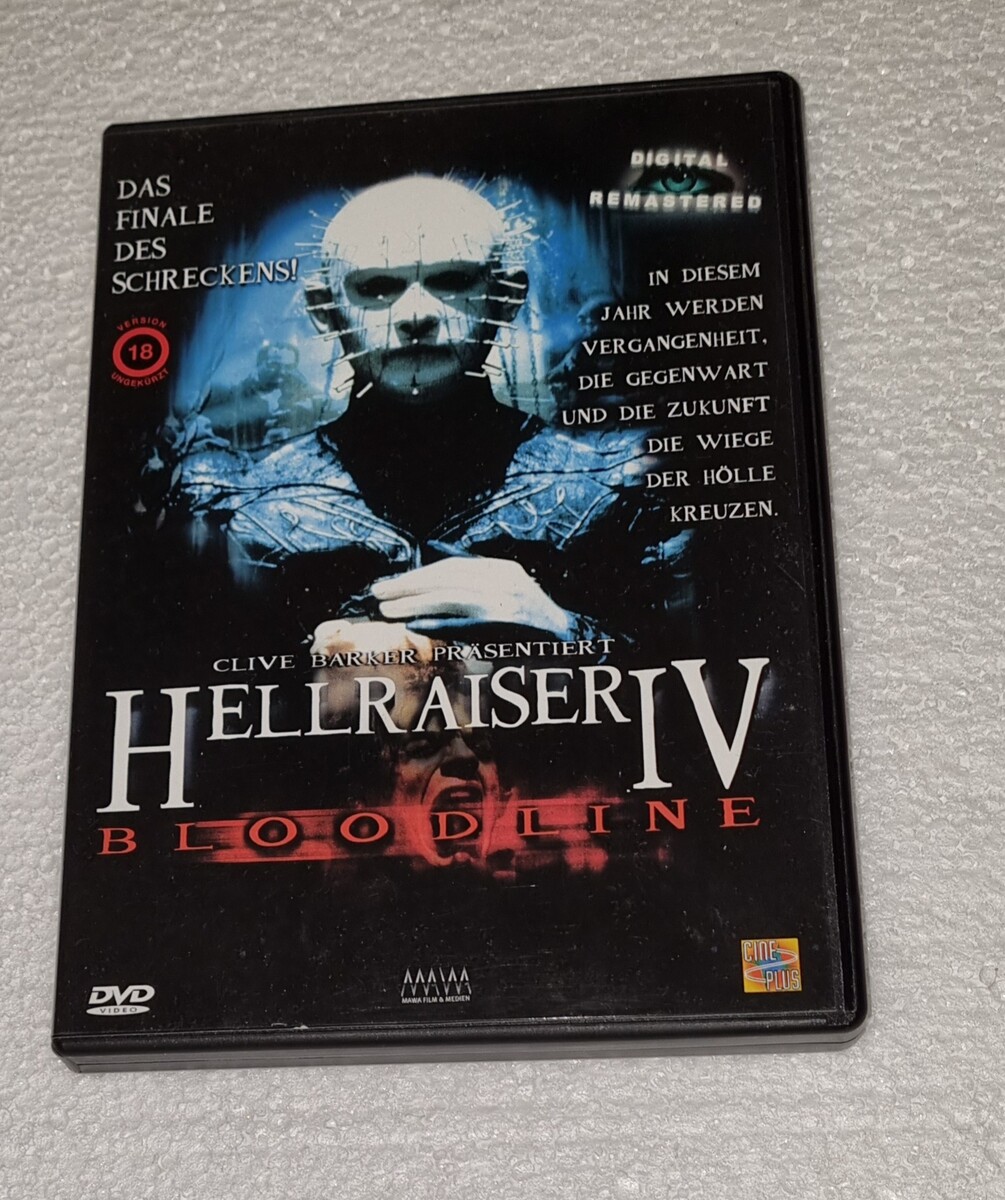 DIGITAL
REMASTERED
DAS
FINALE
DES
SCHRECKENS!
VERSION
18
UNGEKÜRZT
IN DIESEM
JAHR WERDEN
VERGANGENHEIT,
DIE GEGENWART
UND DIE ZUKUNFT
DIE WIEGE
DER HÖLLE
KREUZEN.
CLIVE BARKER PRÄSENTIERT
HELLRAISER IV
BLOODLINE
DVD
VIDEO
MAWA
MAWA FILM & MEDIEN
CINE
PLUS